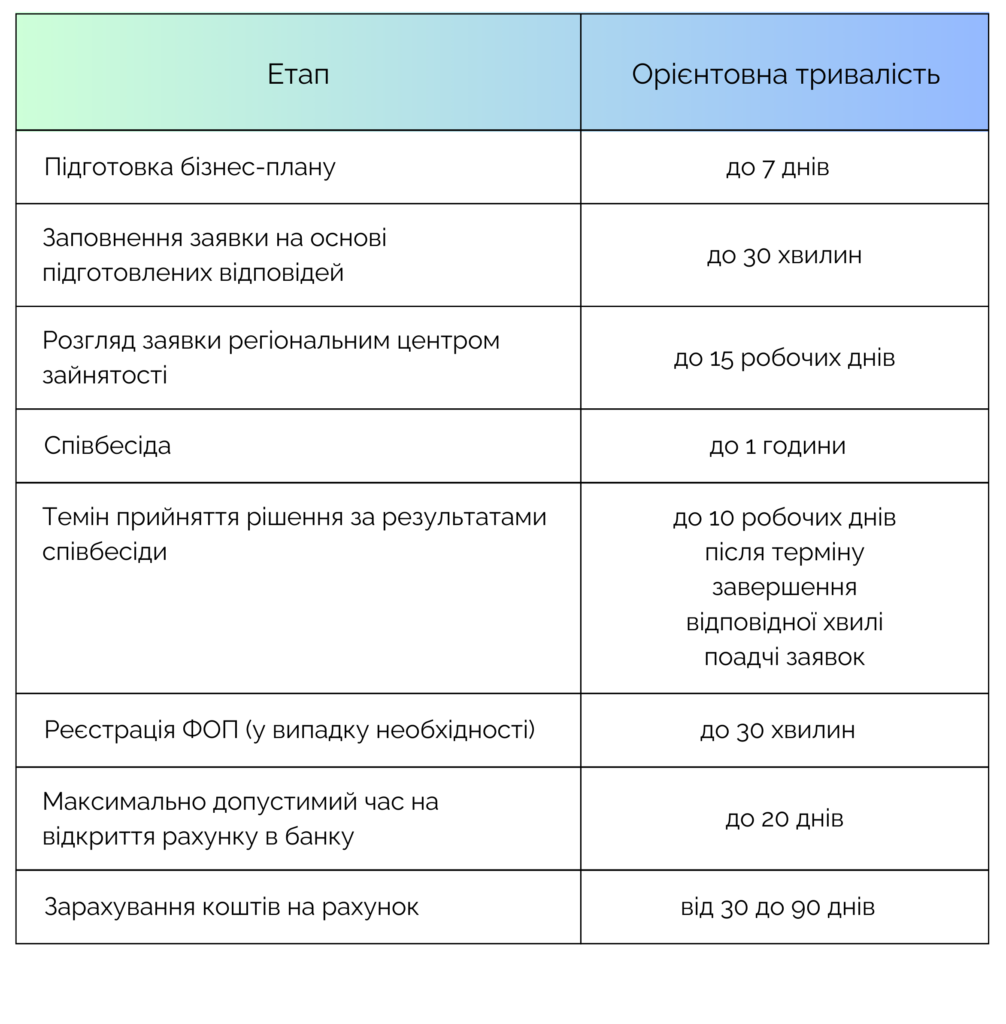 Етап
Орієнтовна тривалість
Підготовка бізнес-плану
до 7 днів
Заповнення заявки на основі
підготовлених відповідей
до 30 хвилин
Розгляд заявки регіональним центром
зайнятості
до 15 робочих днів
Співбесіда
до 1 години
Темін прийняття рішення за результатами
співбесіди
до 10 робочих днів
після терміну
завершення
відповідної хвилі
поадчі заявок
Реєстрація ФОП (у випадку необхідності)
до 30 хвилин
Максимально допустимий час на
відкриття рахунку в банку
до 20 днів
Зарахування коштів на рахунок
від 30 до 90 днів